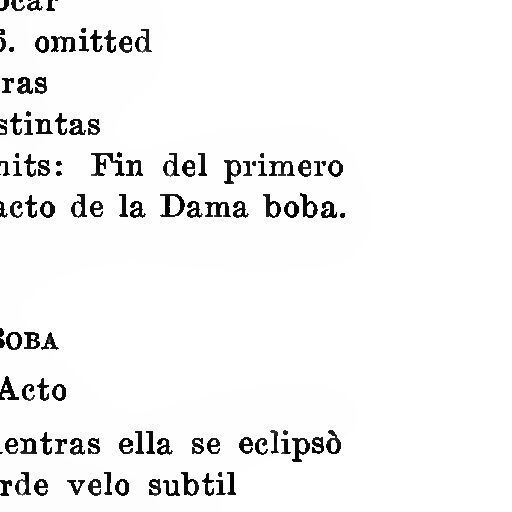 ocar
5. omitted
ras
stintas
nits: Fin del primero
acto de la Dama boba.
BOBA
Acto
ientras ella se eclipsò
rde velo subtil